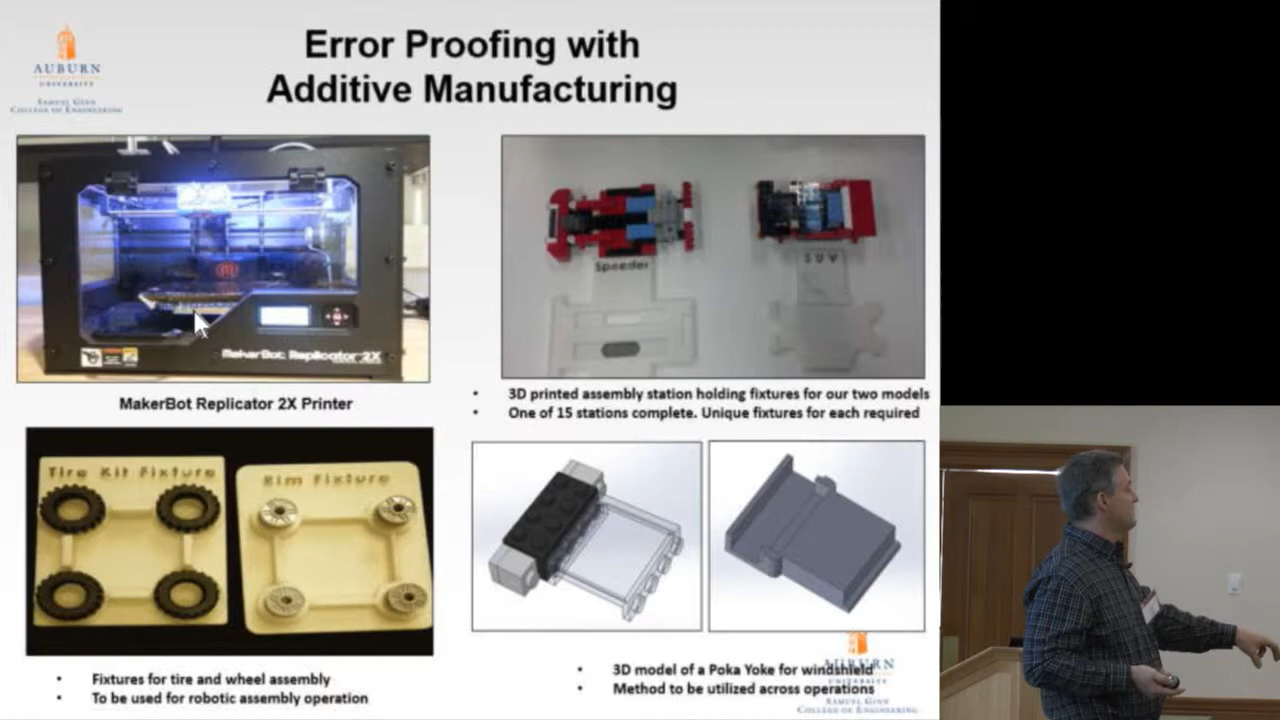 Error Proofing with
Additive Manufacturing
AUBURN
UNIVERSITY
SAMUEL GINN
COLLEGE OF ENGINEERING
MakerBot Replicator 2X
Speeder
SUV
MakerBot Replicator 2X Printer
• 3D printed assembly station holding fixtures for our two models
• One of 15 stations complete. Unique fixtures for each required
Tire Kit Fixture
Rim Fixture
• Fixtures for tire and wheel assembly
• To be used for robotic assembly operation
• 3D model of a Poka Yoke for windshield
• Method to be utilized across operations
AUBURN
UNIVERSITY
SAMUEL GINN
COLLEGE OF ENGINEERING